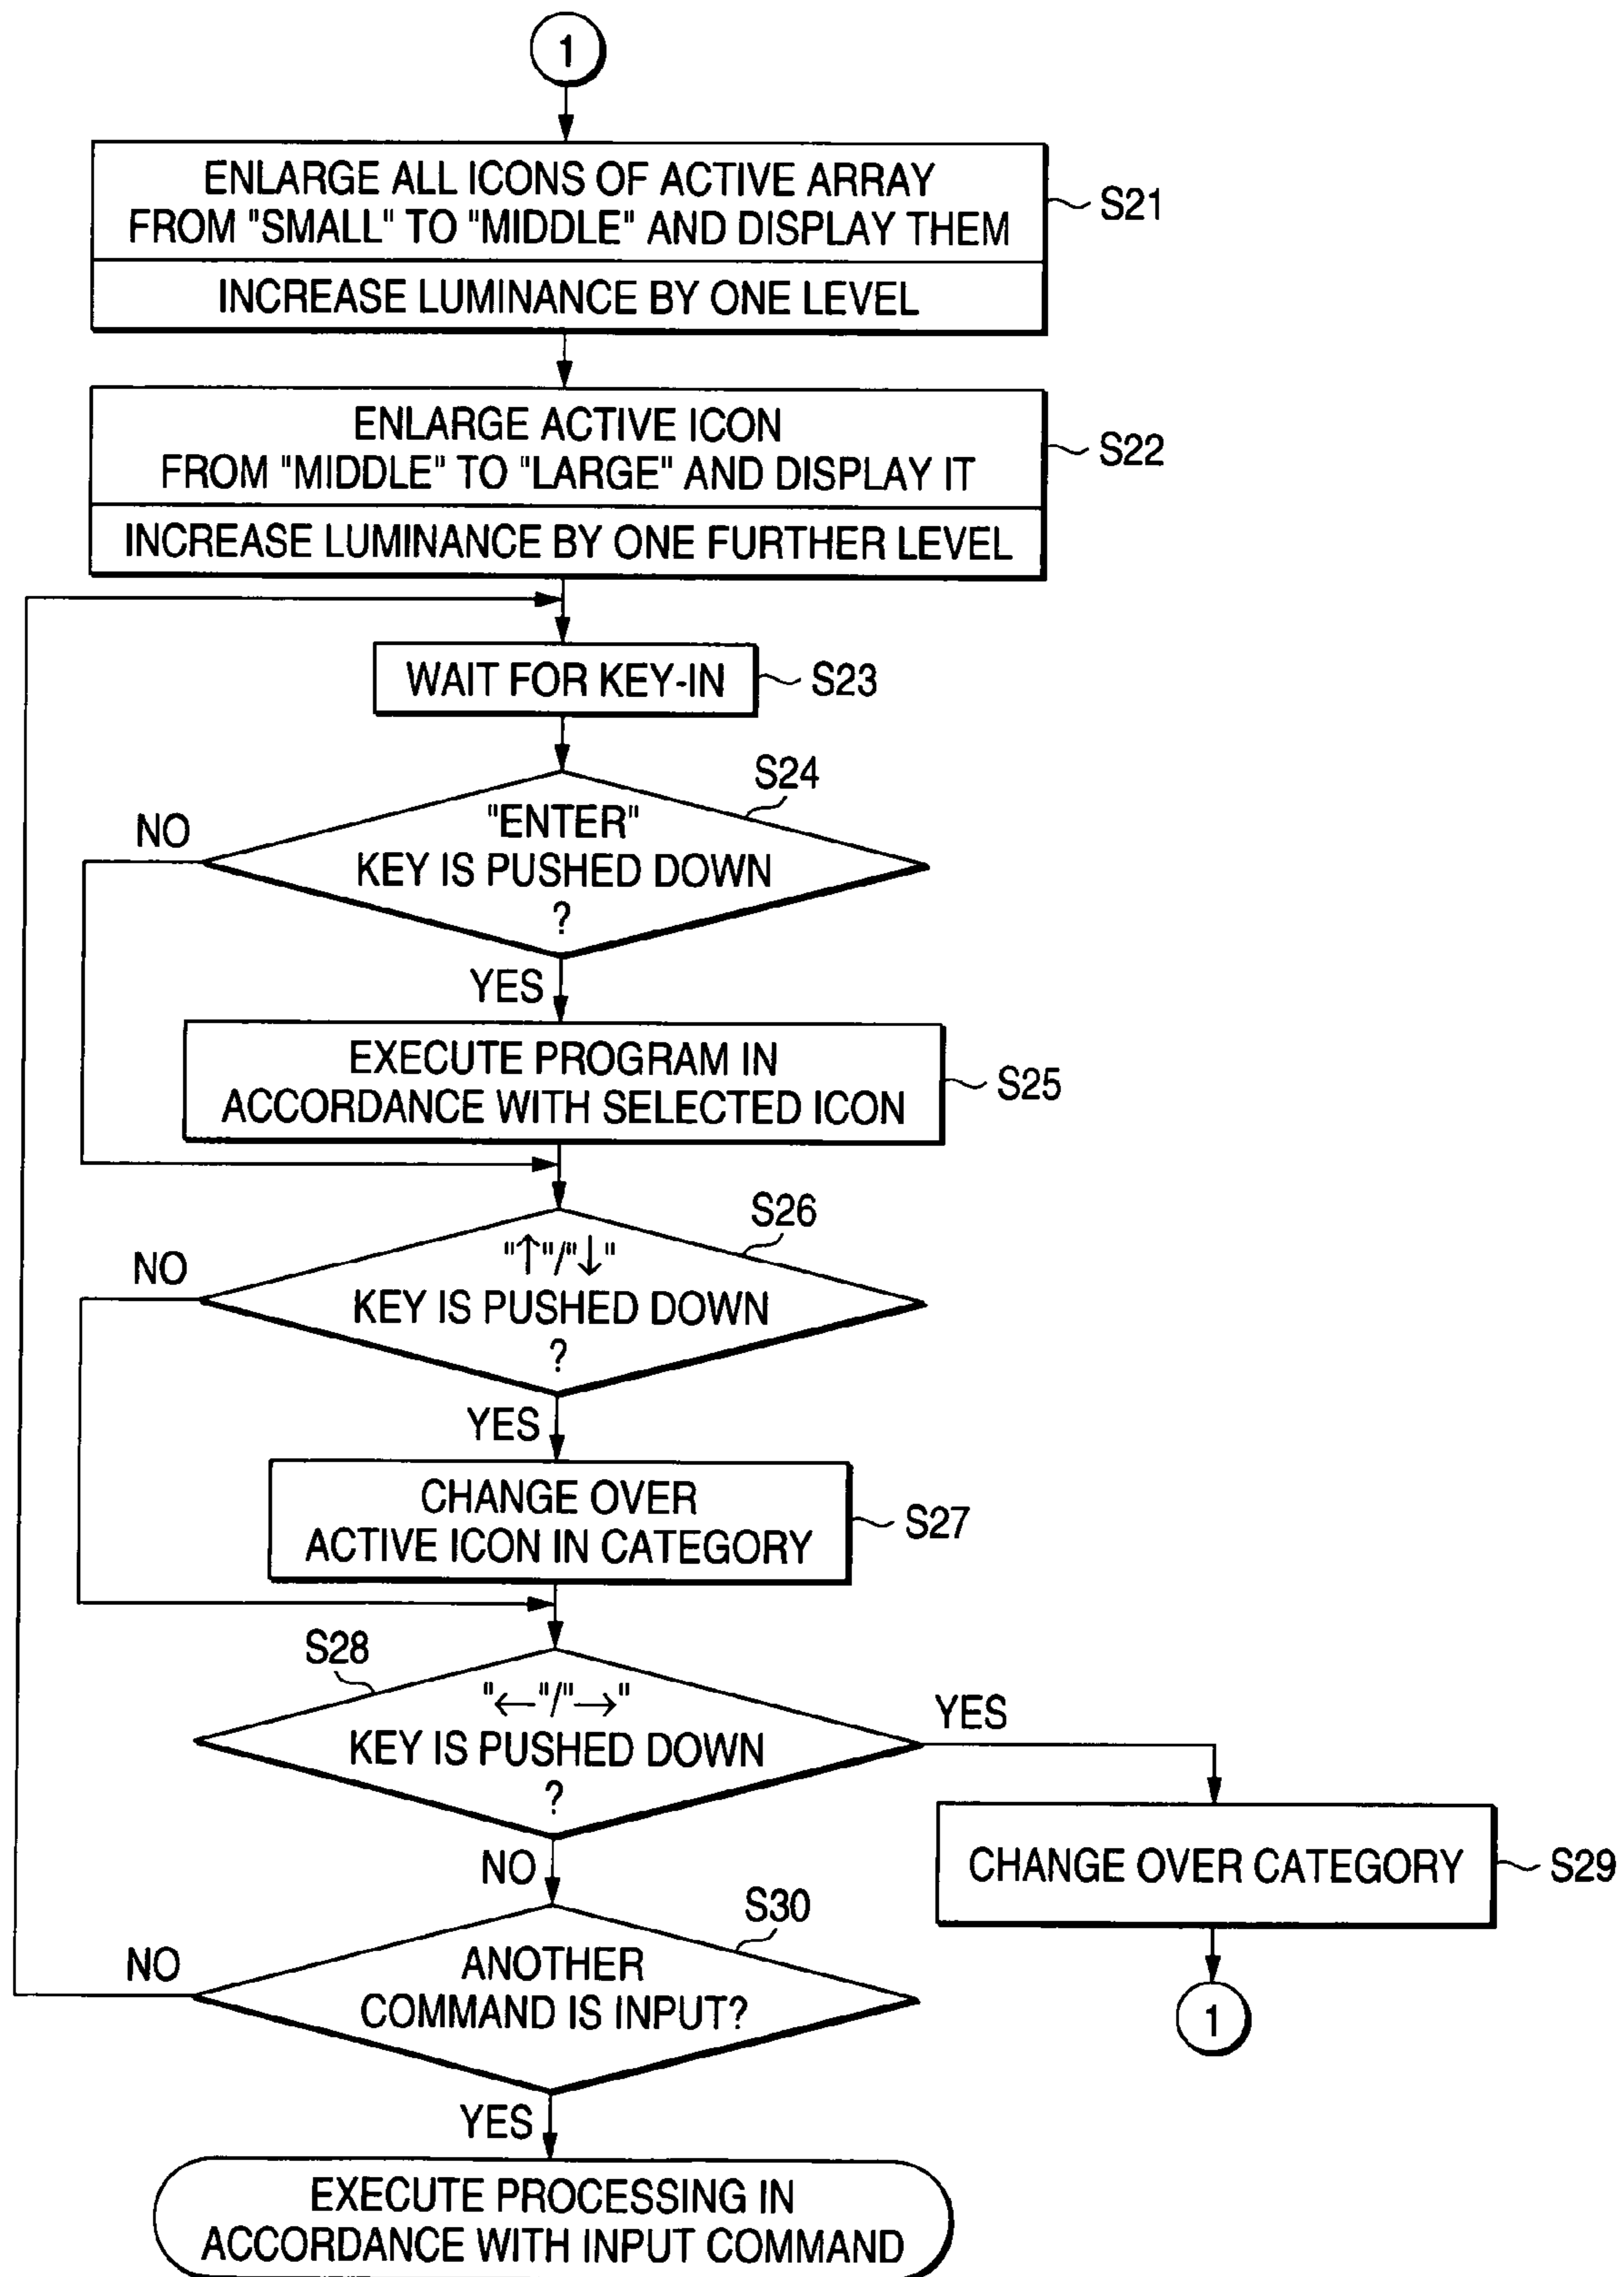 1
ENLARGE ALL ICONS OF ACTIVE ARRAY
FROM "SMALL" TO "MIDDLE" AND DISPLAY THEM
INCREASE LUMINANCE BY ONE LEVEL
S21
ENLARGE ACTIVE ICON
FROM "MIDDLE" TO "LARGE" AND DISPLAY IT
INCREASE LUMINANCE BY ONE FURTHER LEVEL
S22
WAIT FOR KEY-IN
S23
S24
"ENTER"
KEY IS PUSHED DOWN
?
NO
YES
EXECUTE PROGRAM IN
ACCORDANCE WITH SELECTED ICON
S25
S26
"↑"/"↓"
KEY IS PUSHED DOWN
?
NO
YES
CHANGE OVER
ACTIVE ICON IN CATEGORY
S27
S28
"←"/"→"
KEY IS PUSHED DOWN
?
YES
NO
CHANGE OVER CATEGORY
S29
1
S30
ANOTHER
COMMAND IS INPUT?
NO
YES
EXECUTE PROCESSING IN
ACCORDANCE WITH INPUT COMMAND